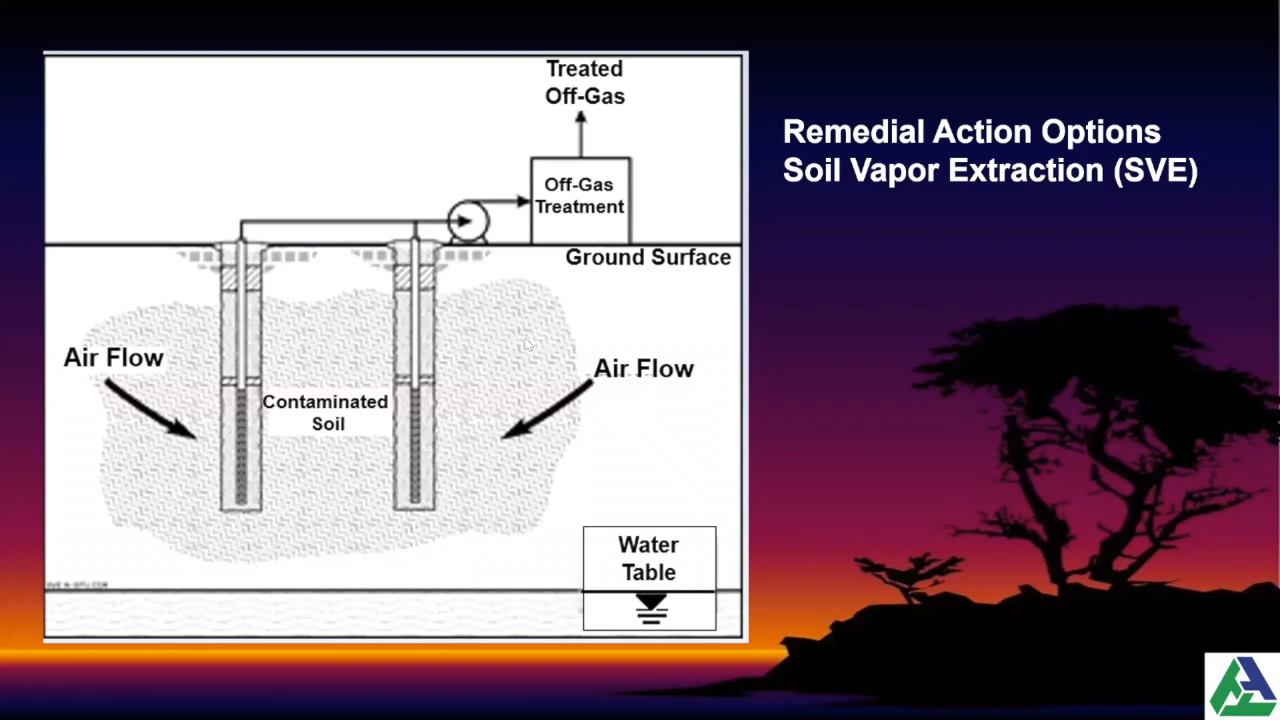 Treated
Off-Gas
Off-Gas
Treatment
Ground Surface
Air Flow
Air Flow
Contaminated
Soil
Water
Table
Remedial Action Options
Soil Vapor Extraction (SVE)